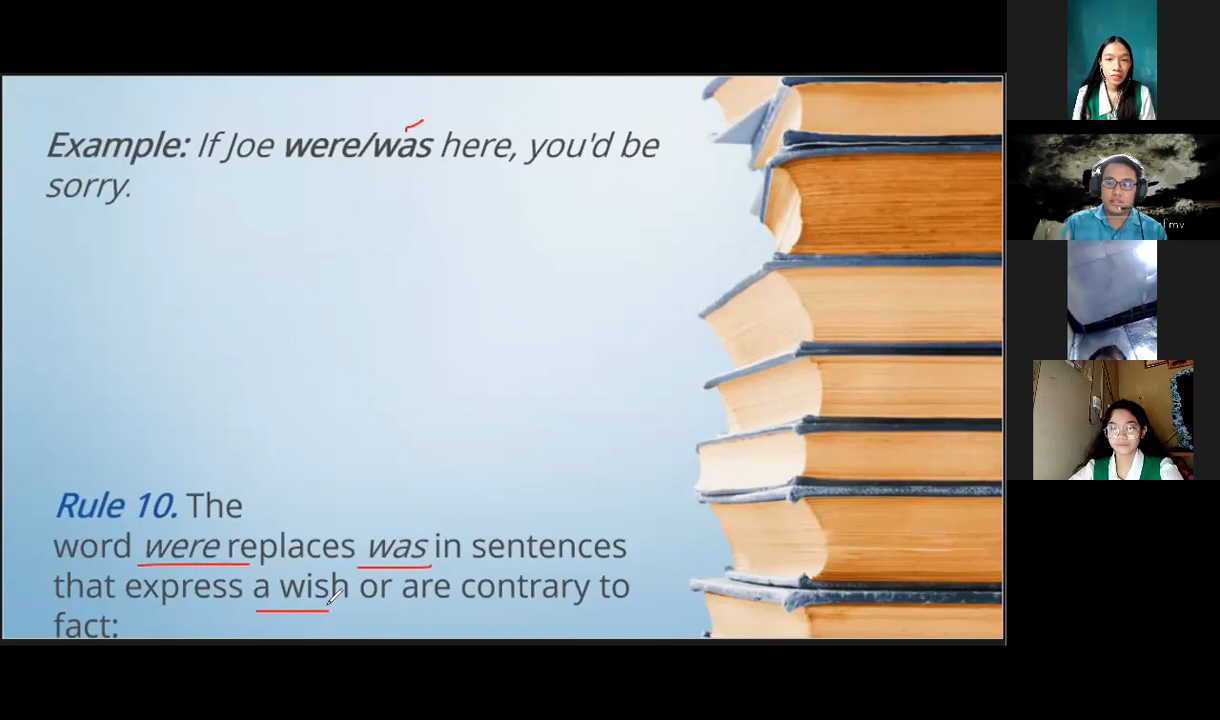 Example: If Joe were/was here, you'd be
sorry.
Rule 10. The
word were replaces was in sentences
that express a wish or are contrary to
fact: